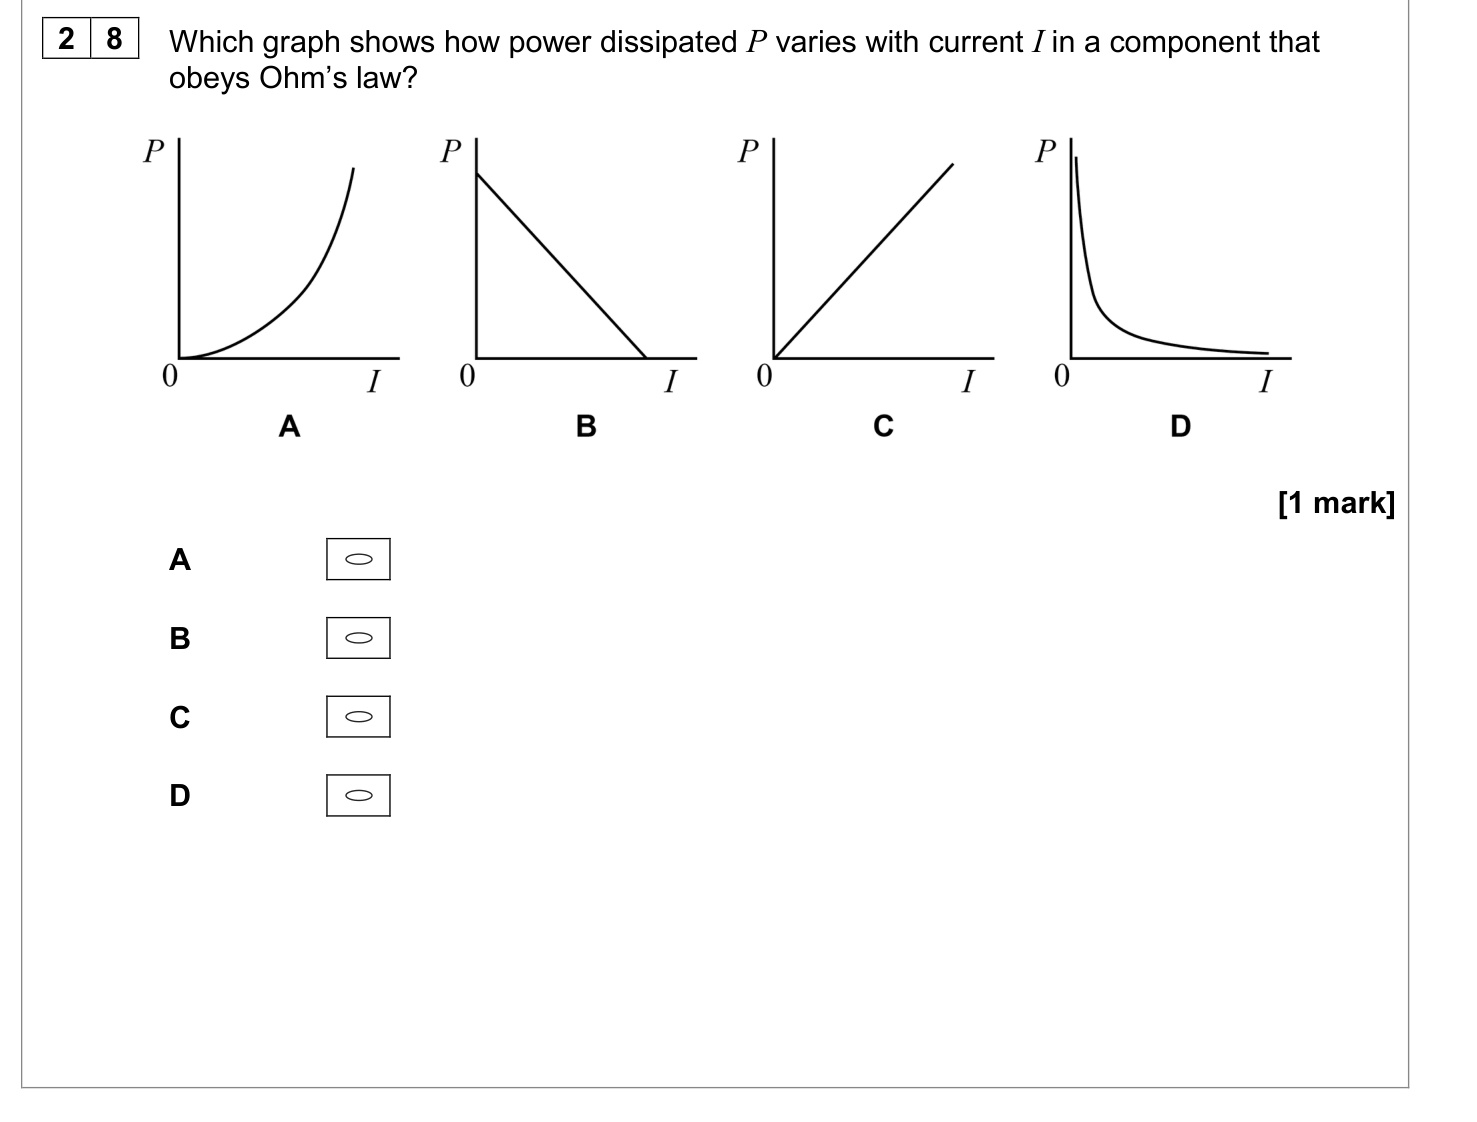 2 8 Which graph shows how power dissipated P varies with current I in a component that
obeys Ohm’s law?
P P P P
0 I 0 I 0 I 0 I
A B C D
[1 mark]
A
B
C
D